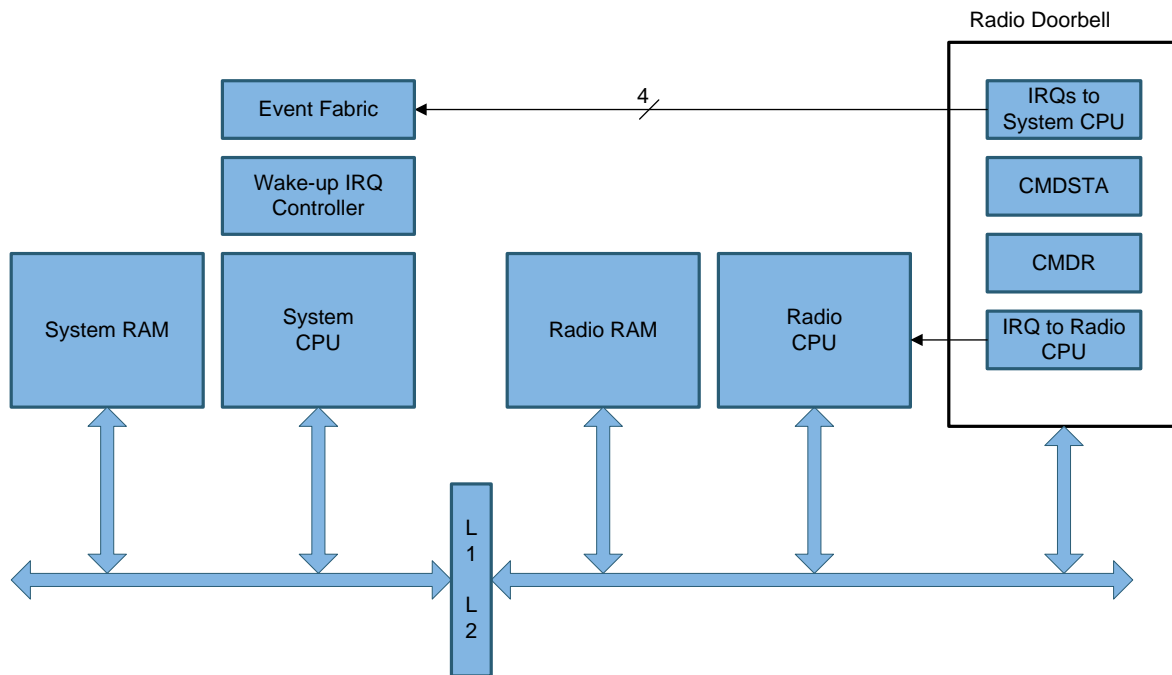 Radio Doorbell
4
IRQs to
System CPU
Event Fabric
Wake-up IRQ
Controller
CMDSTA
CMDR
System RAM
System
CPU
Radio RAM
Radio
CPU
IRQ to Radio
CPU
L
1
L
2